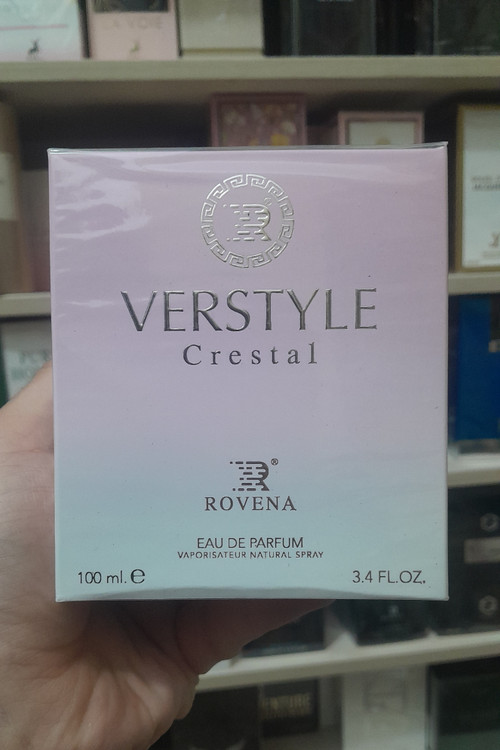 R
VERSTYLE
Crestal
R®
ROVENA
EAU DE PARFUM
VAPORISATEUR NATURAL SPRAY
100 ml. ℮
3.4 FL.OZ.